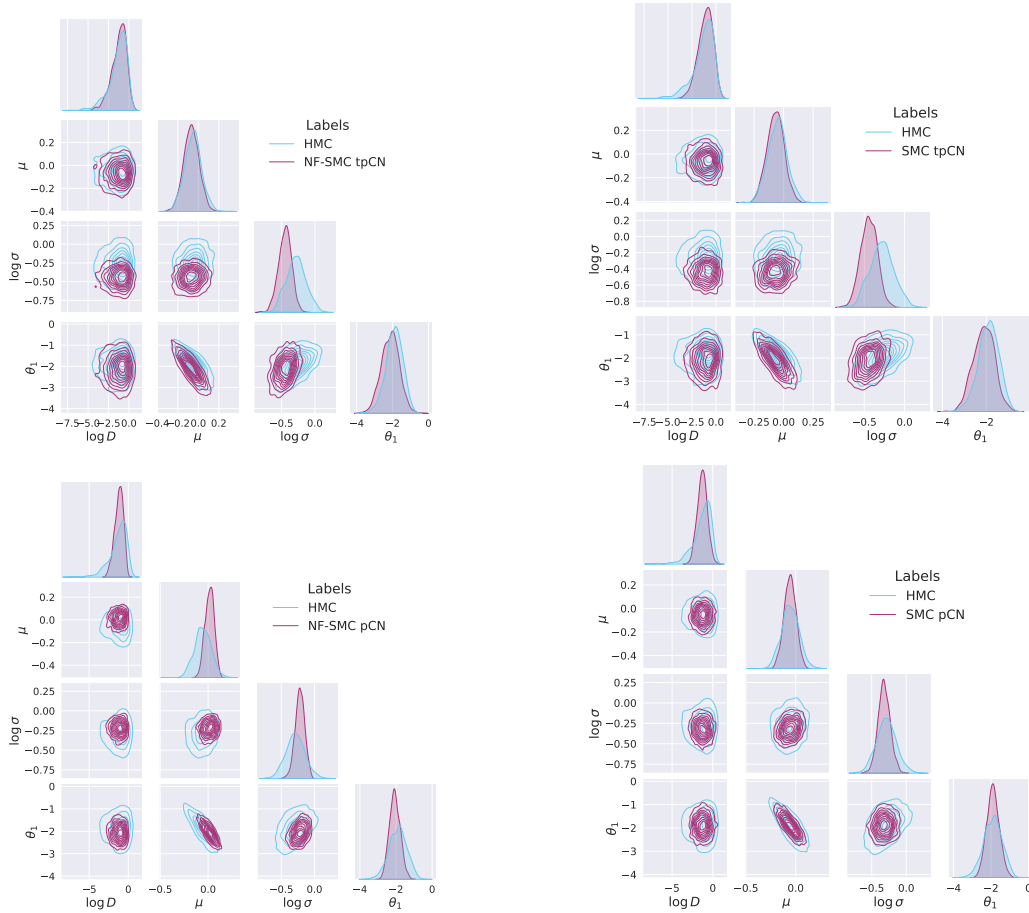 Labels
HMC
NF-SMC tpCN
μ
0.2
0.0
−0.2
−0.4
log σ
0.25
0.00
−0.25
−0.50
−0.75
θ1
0
−1
−2
−3
−4
−7.5 −5.0 −2.5 0.0
−0.4 −0.2 0.0 0.2
−0.5 0.0
−4 −2 0
log D
μ
log σ
θ1
Labels
HMC
SMC tpCN
μ
0.2
0.0
−0.2
−0.4
log σ
0.2
0.0
−0.2
−0.4
−0.6
−0.8
θ1
−1
−2
−3
−4
−7.5 −5.0 −2.5 0.0
−0.25 0.00 0.25
−0.5 0.0
−4 −2
log D
μ
log σ
θ1
Labels
HMC
NF-SMC pCN
μ
0.2
0.0
−0.2
−0.4
log σ
0.25
0.00
−0.25
−0.50
−0.75
θ1
0
−1
−2
−3
−4
−5 0
−0.5 0.0
−0.5 0.0
−4 −2 0
log D
μ
log σ
θ1
Labels
HMC
SMC pCN
μ
0.2
0.0
−0.2
−0.4
log σ
0.25
0.00
−0.25
−0.50
−0.75
θ1
0
−1
−2
−3
−4
−5 0
−0.5 0.0
−0.5 0.0
−4 −2 0
log D
μ
log σ
θ1